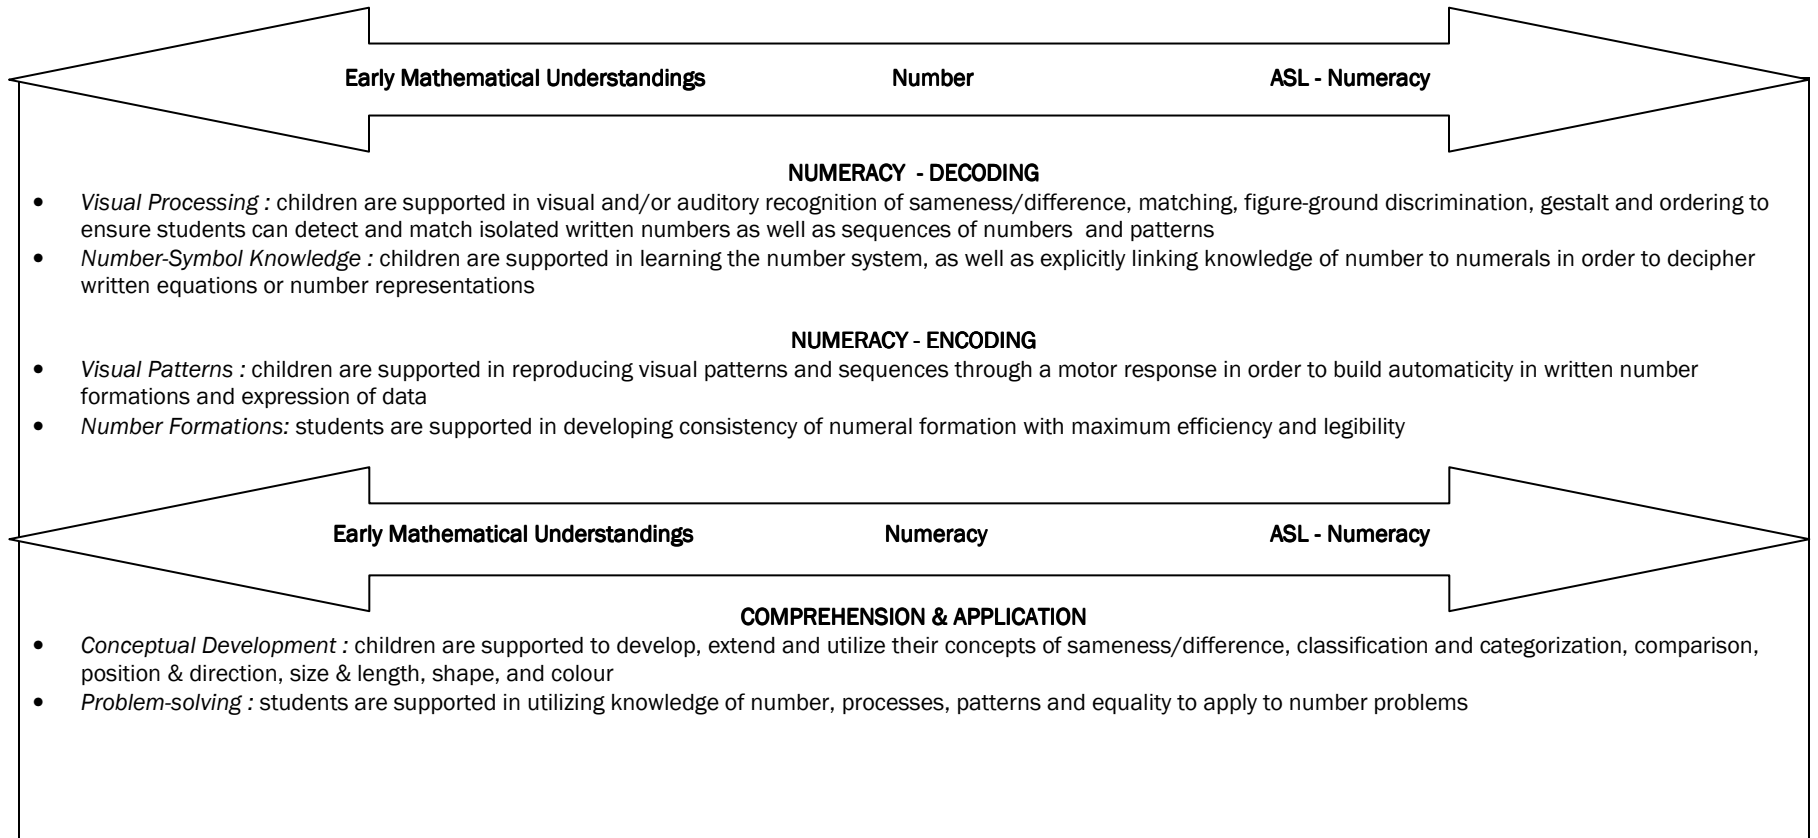 Early Mathematical Understandings Number ASL - Numeracy
NUMERACY - DECODING
• Visual Processing : children are supported in visual and/or auditory recognition of sameness/difference, matching, figure-ground discrimination, gestalt and ordering to
ensure students can detect and match isolated written numbers as well as sequences of numbers and patterns
• Number-Symbol Knowledge : children are supported in learning the number system, as well as explicitly linking knowledge of number to numerals in order to decipher
written equations or number representations
NUMERACY - ENCODING
• Visual Patterns : children are supported in reproducing visual patterns and sequences through a motor response in order to build automaticity in written number
formations and expression of data
• Number Formations: students are supported in developing consistency of numeral formation with maximum efficiency and legibility
Early Mathematical Understandings Numeracy ASL - Numeracy
COMPREHENSION & APPLICATION
• Conceptual Development : children are supported to develop, extend and utilize their concepts of sameness/difference, classification and categorization, comparison,
position & direction, size & length, shape, and colour
• Problem-solving : students are supported in utilizing knowledge of number, processes, patterns and equality to apply to number problems